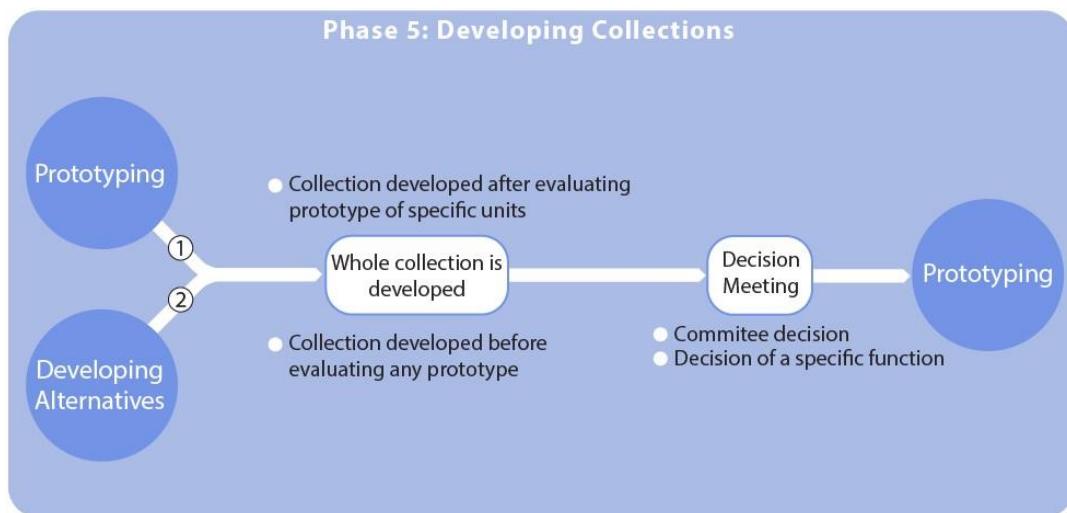 Phase 5: Developing Collections
Prototyping
1
2
Developing
Alternatives
Collection developed after evaluating
prototype of specific units
Whole collection is
developed
Collection developed before
evaluating any prototype
Decision
Meeting
Commitee decision
Decision of a specific function
Prototyping